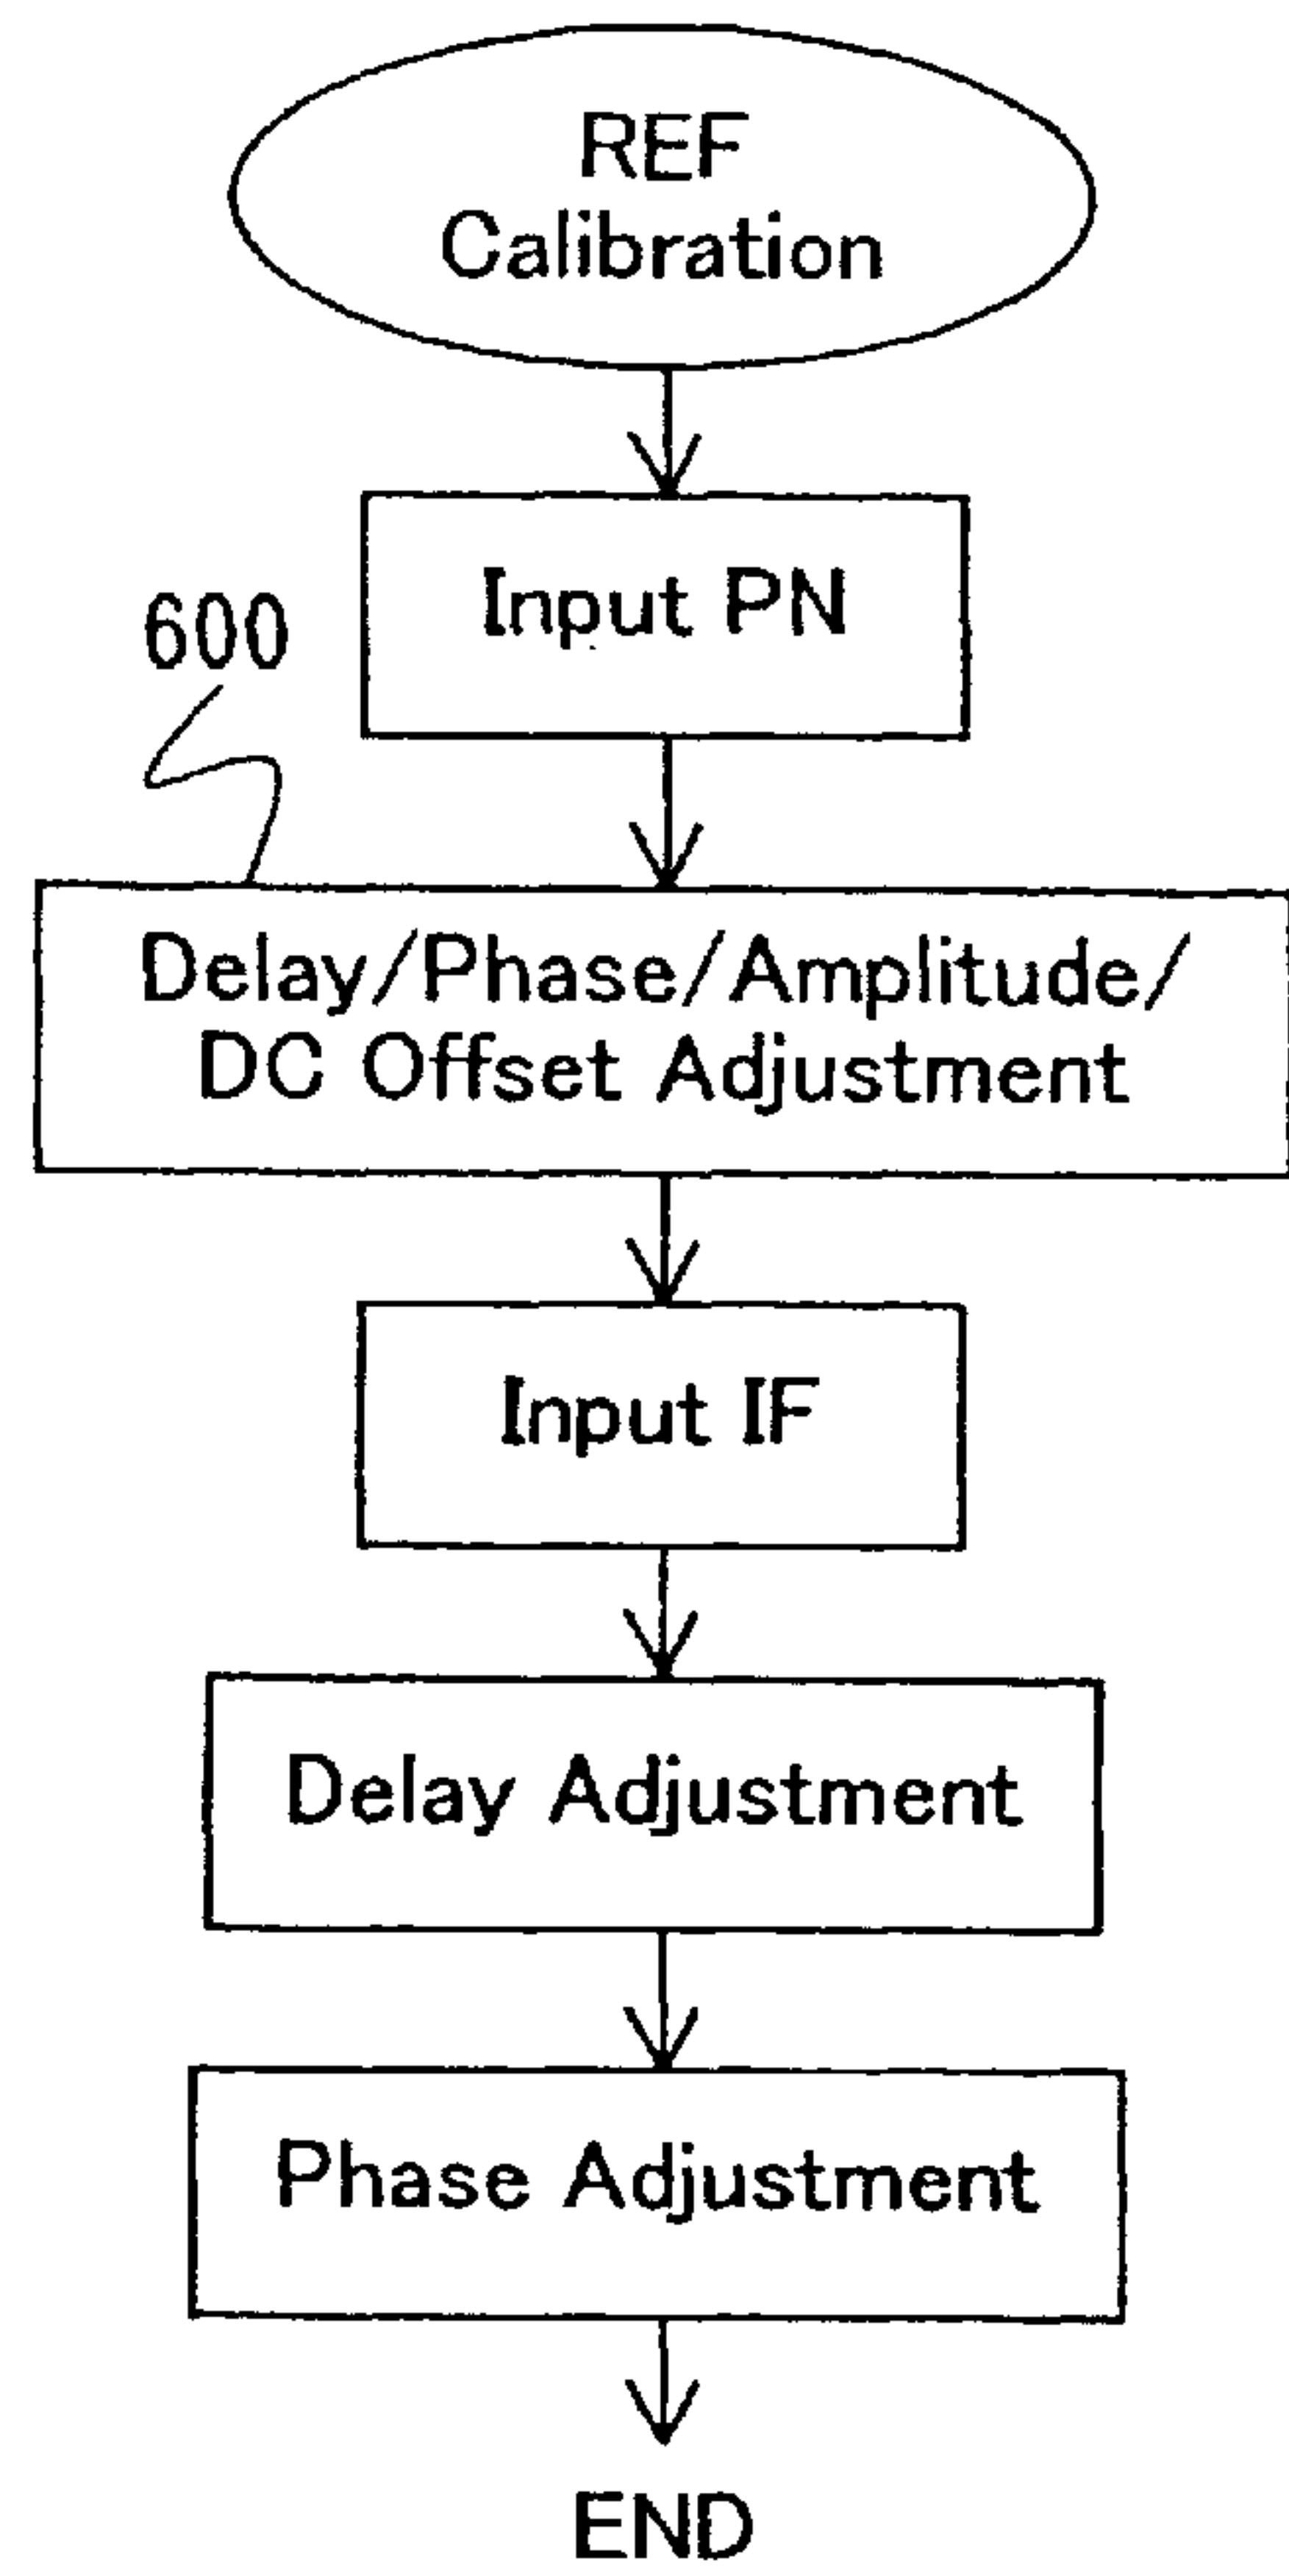 REF
Calibration
Input PN
600
Delay/Phase/Amplitude/
DC Offset Adjustment
Input IF
Delay Adjustment
Phase Adjustment
END